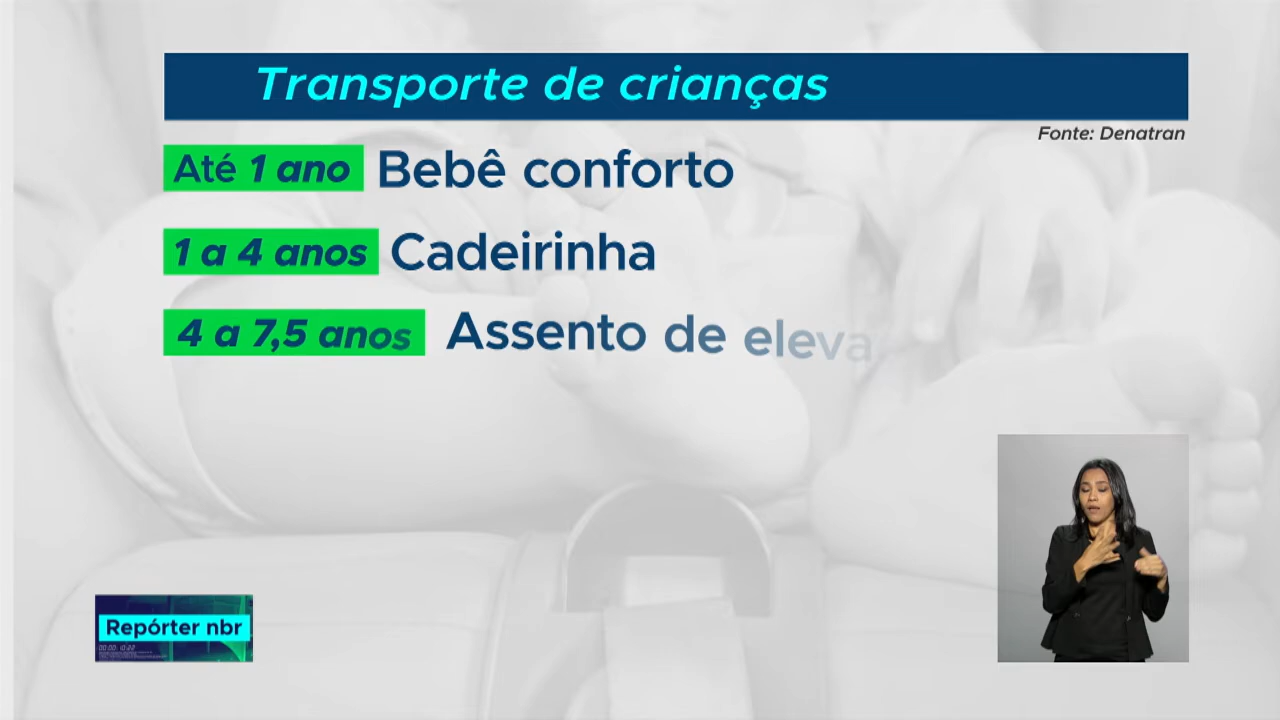 Transporte de crianças
Fonte: Denatran
Até 1 ano Bebê conforto
1 a 4 anos Cadeirinha
4 a 7,5 anos Assento de eleva
Repórter nbr